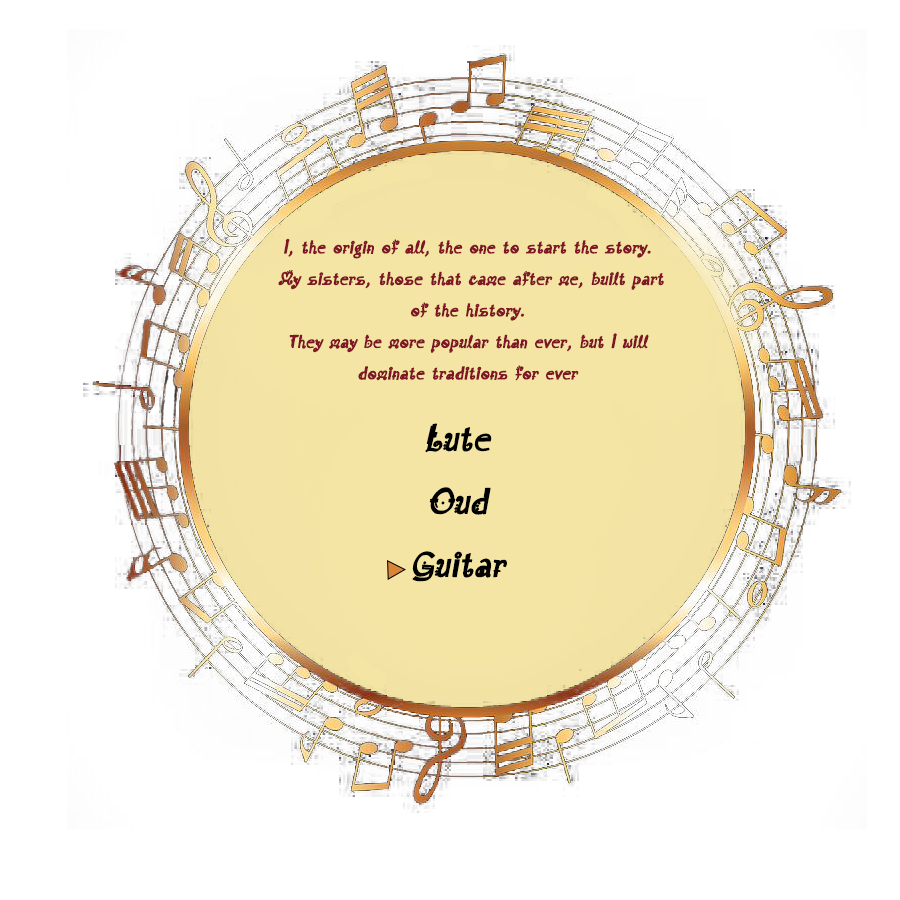 I, the origin of all, the one to start the story.
My sisters, those that came after me, built part
of the history.
They may be more popular than ever, but I will
dominate traditions for ever
Lute
Oud
Guitar